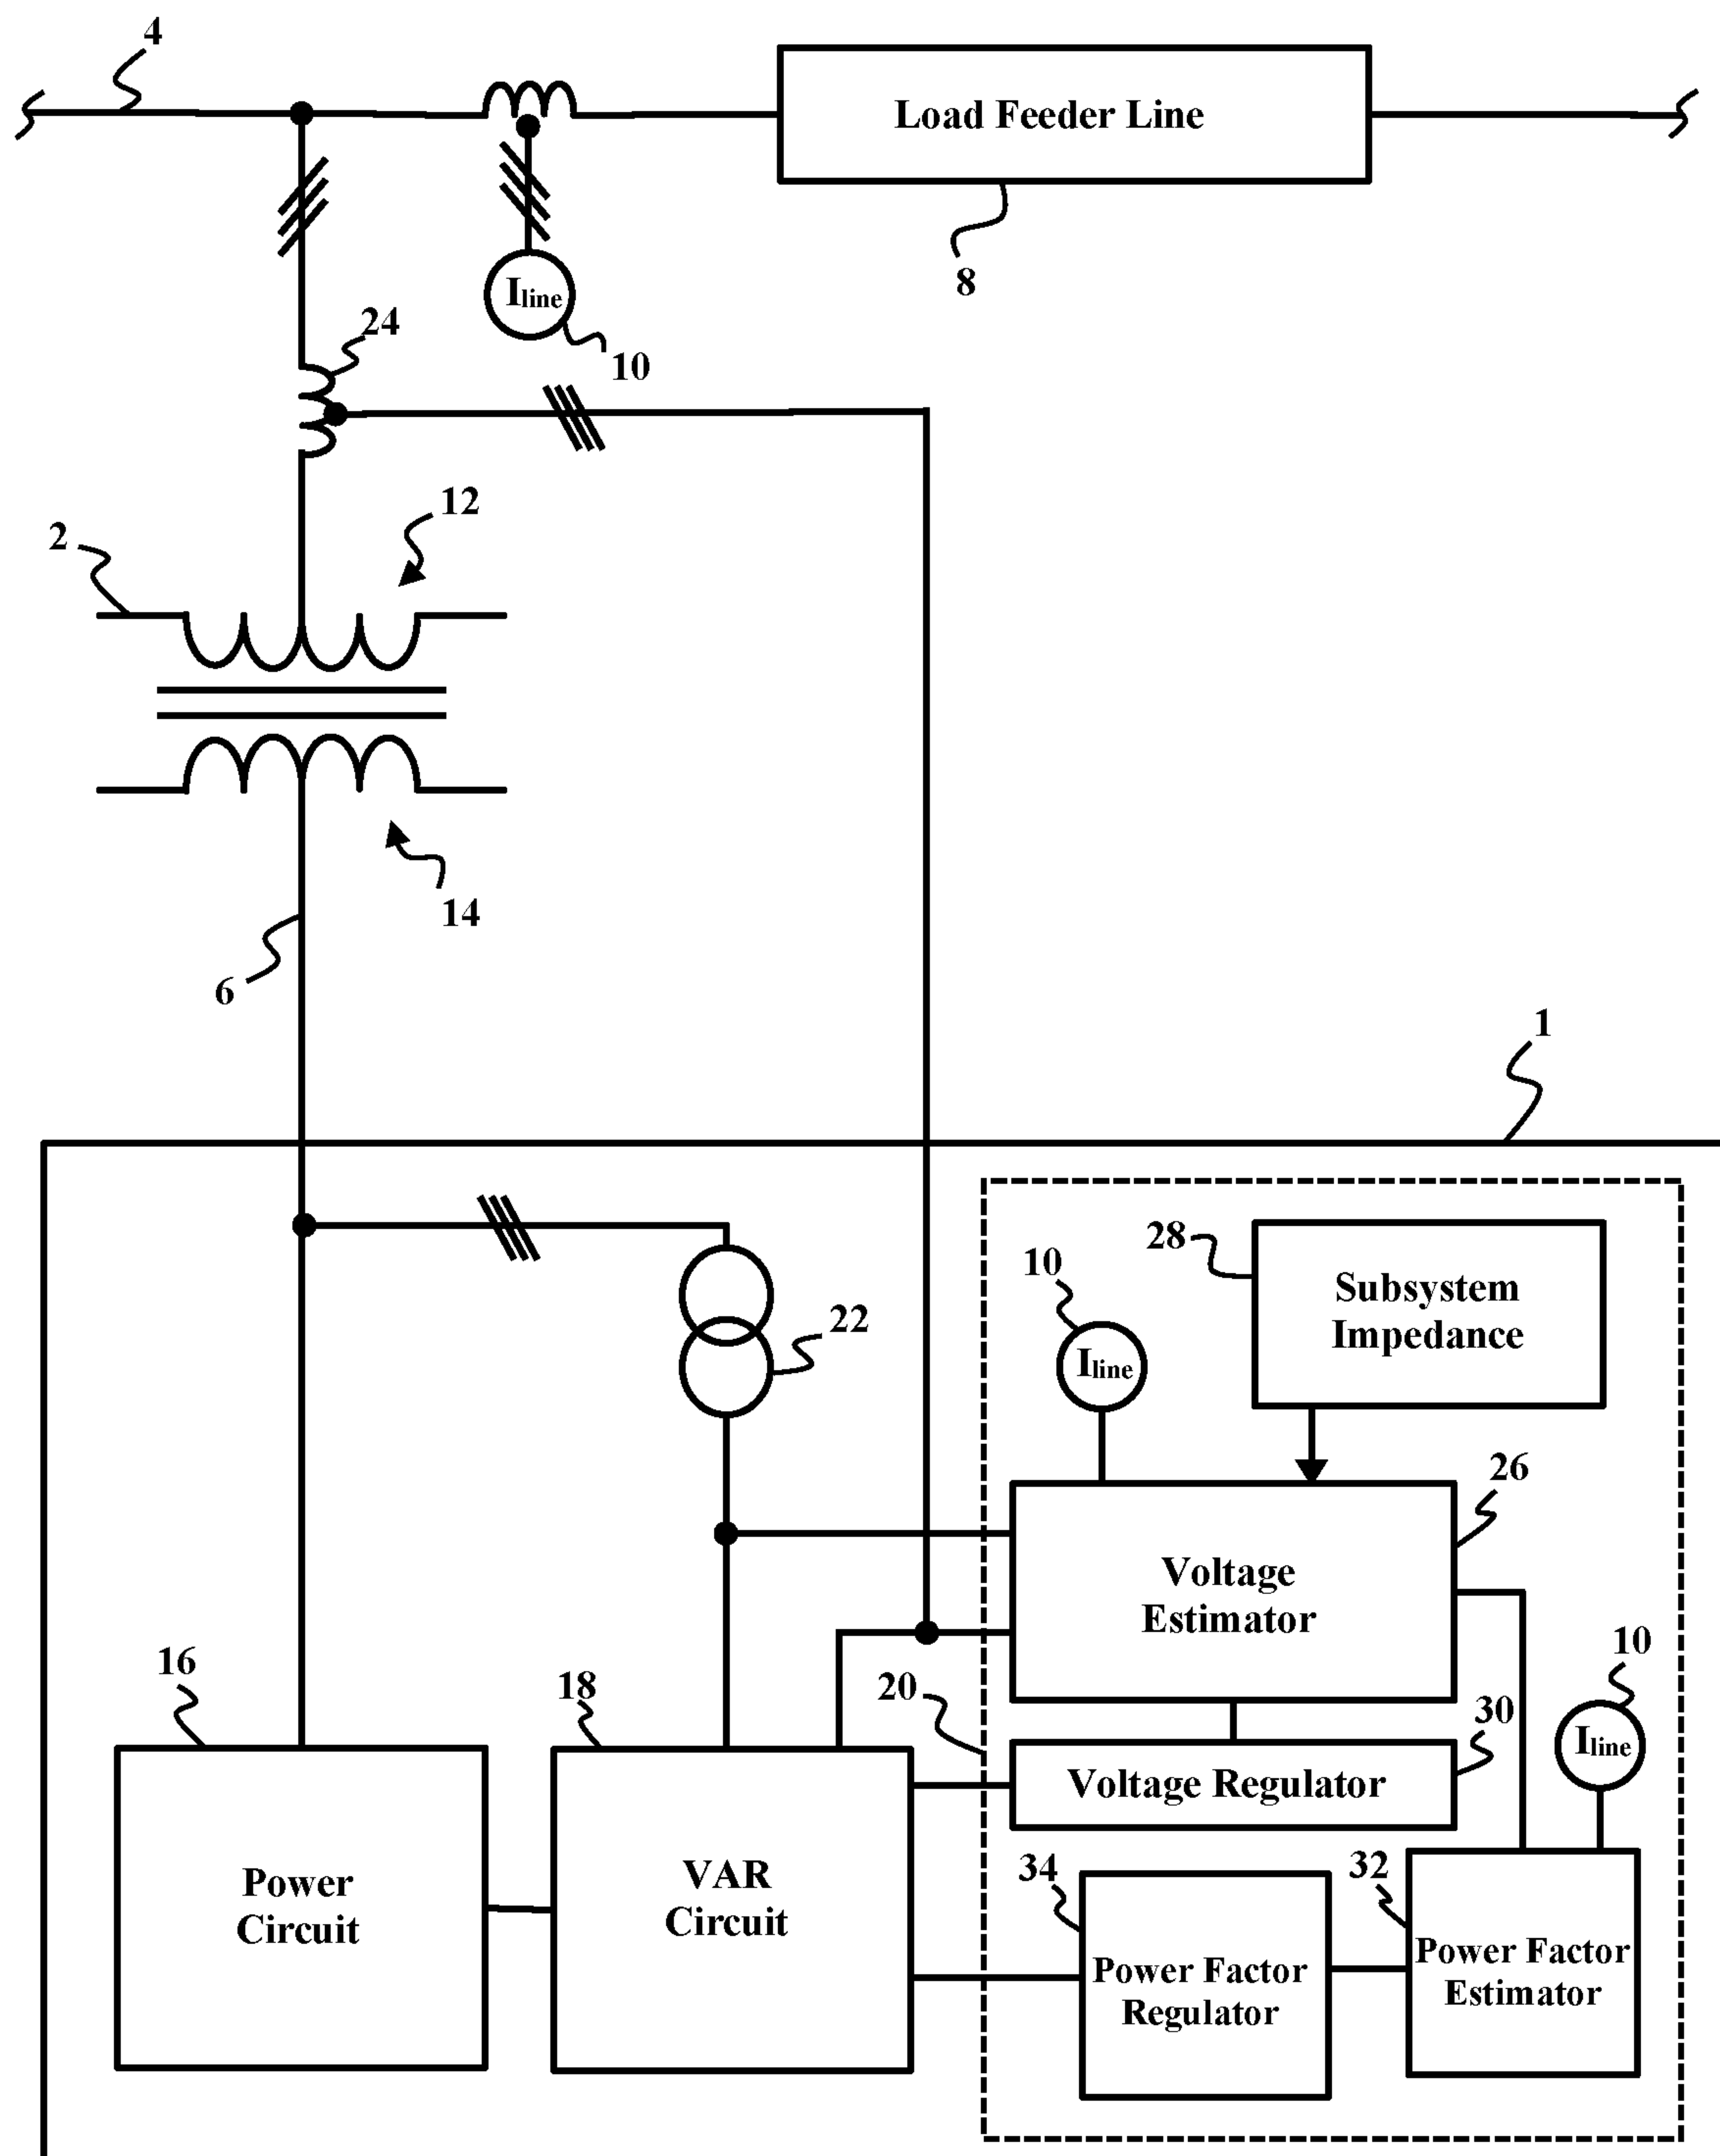 4
Load Feeder Line
8
Iline
10
24
12
2
14
6
1
28
Subsystem
Impedance
10
Iline
22
26
Voltage
Estimator
10
Iline
16
18
20
30
Voltage Regulator
34
32
Power
Circuit
VAR
Circuit
Power Factor
Regulator
Power Factor
Estimator